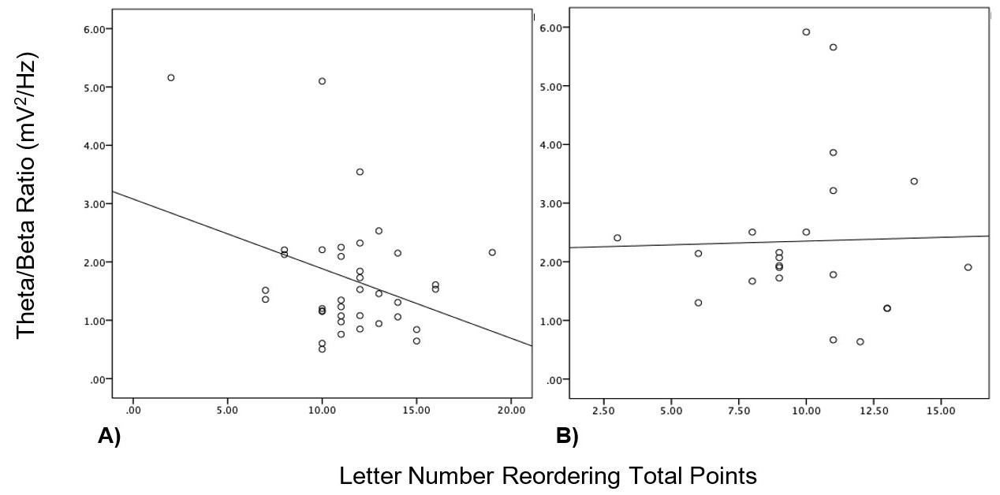 Theta/Beta Ratio (mV²/Hz)
6.00
5.00
4.00
3.00
2.00
1.00
.00
.00 5.00 10.00 15.00 20.00
A)
6.00
5.00
4.00
3.00
2.00
1.00
.00
2.50 5.00 7.50 10.00 12.50 15.00
B)
Letter Number Reordering Total Points